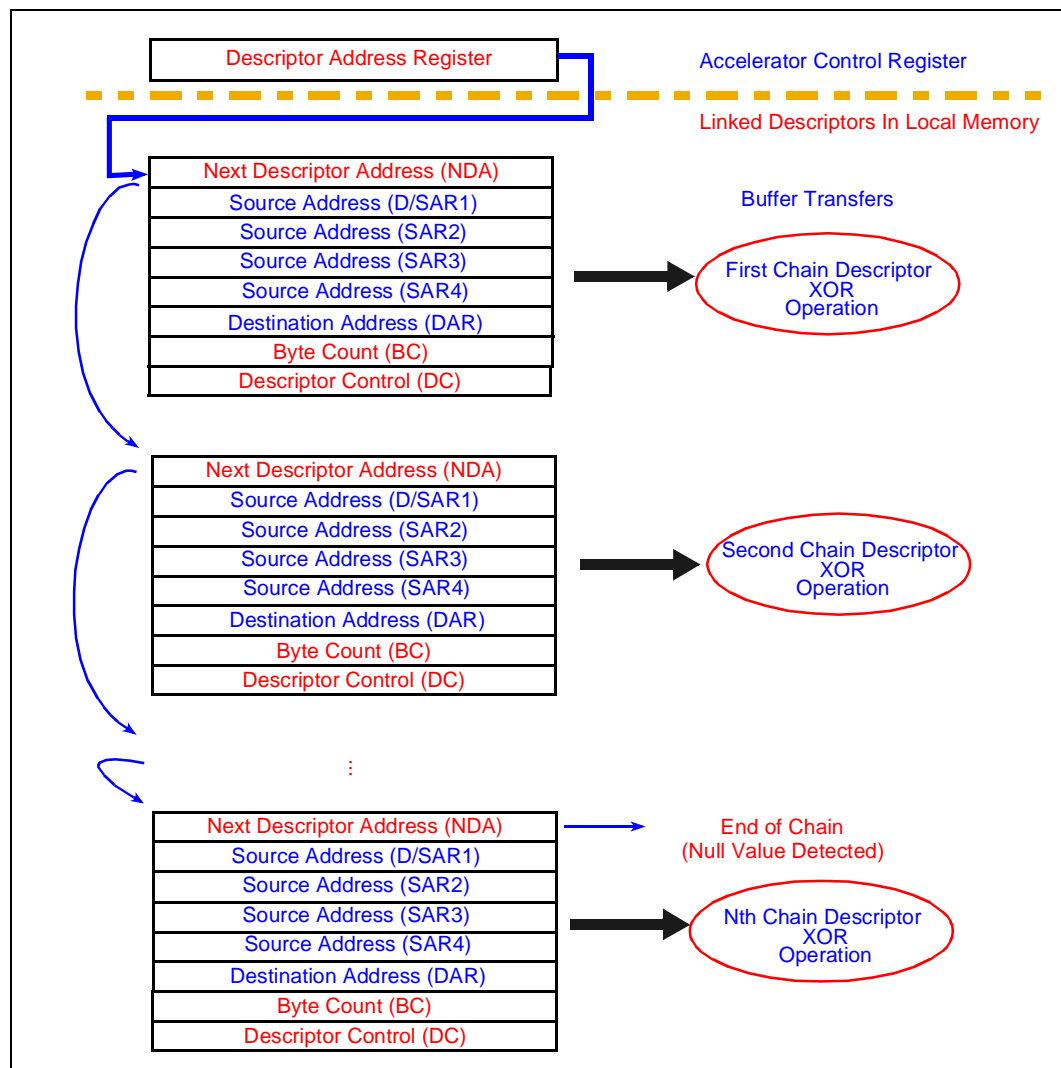 Descriptor Address Register
Accelerator Control Register
Linked Descriptors In Local Memory
Next Descriptor Address (NDA)
Source Address (D/SAR1)
Source Address (SAR2)
Source Address (SAR3)
Source Address (SAR4)
Destination Address (DAR)
Byte Count (BC)
Descriptor Control (DC)
Buffer Transfers
First Chain Descriptor
XOR
Operation
Next Descriptor Address (NDA)
Source Address (D/SAR1)
Source Address (SAR2)
Source Address (SAR3)
Source Address (SAR4)
Destination Address (DAR)
Byte Count (BC)
Descriptor Control (DC)
Second Chain Descriptor
XOR
Operation
...
Next Descriptor Address (NDA)
Source Address (D/SAR1)
Source Address (SAR2)
Source Address (SAR3)
Source Address (SAR4)
Destination Address (DAR)
Byte Count (BC)
Descriptor Control (DC)
End of Chain
(Null Value Detected)
Nth Chain Descriptor
XOR
Operation